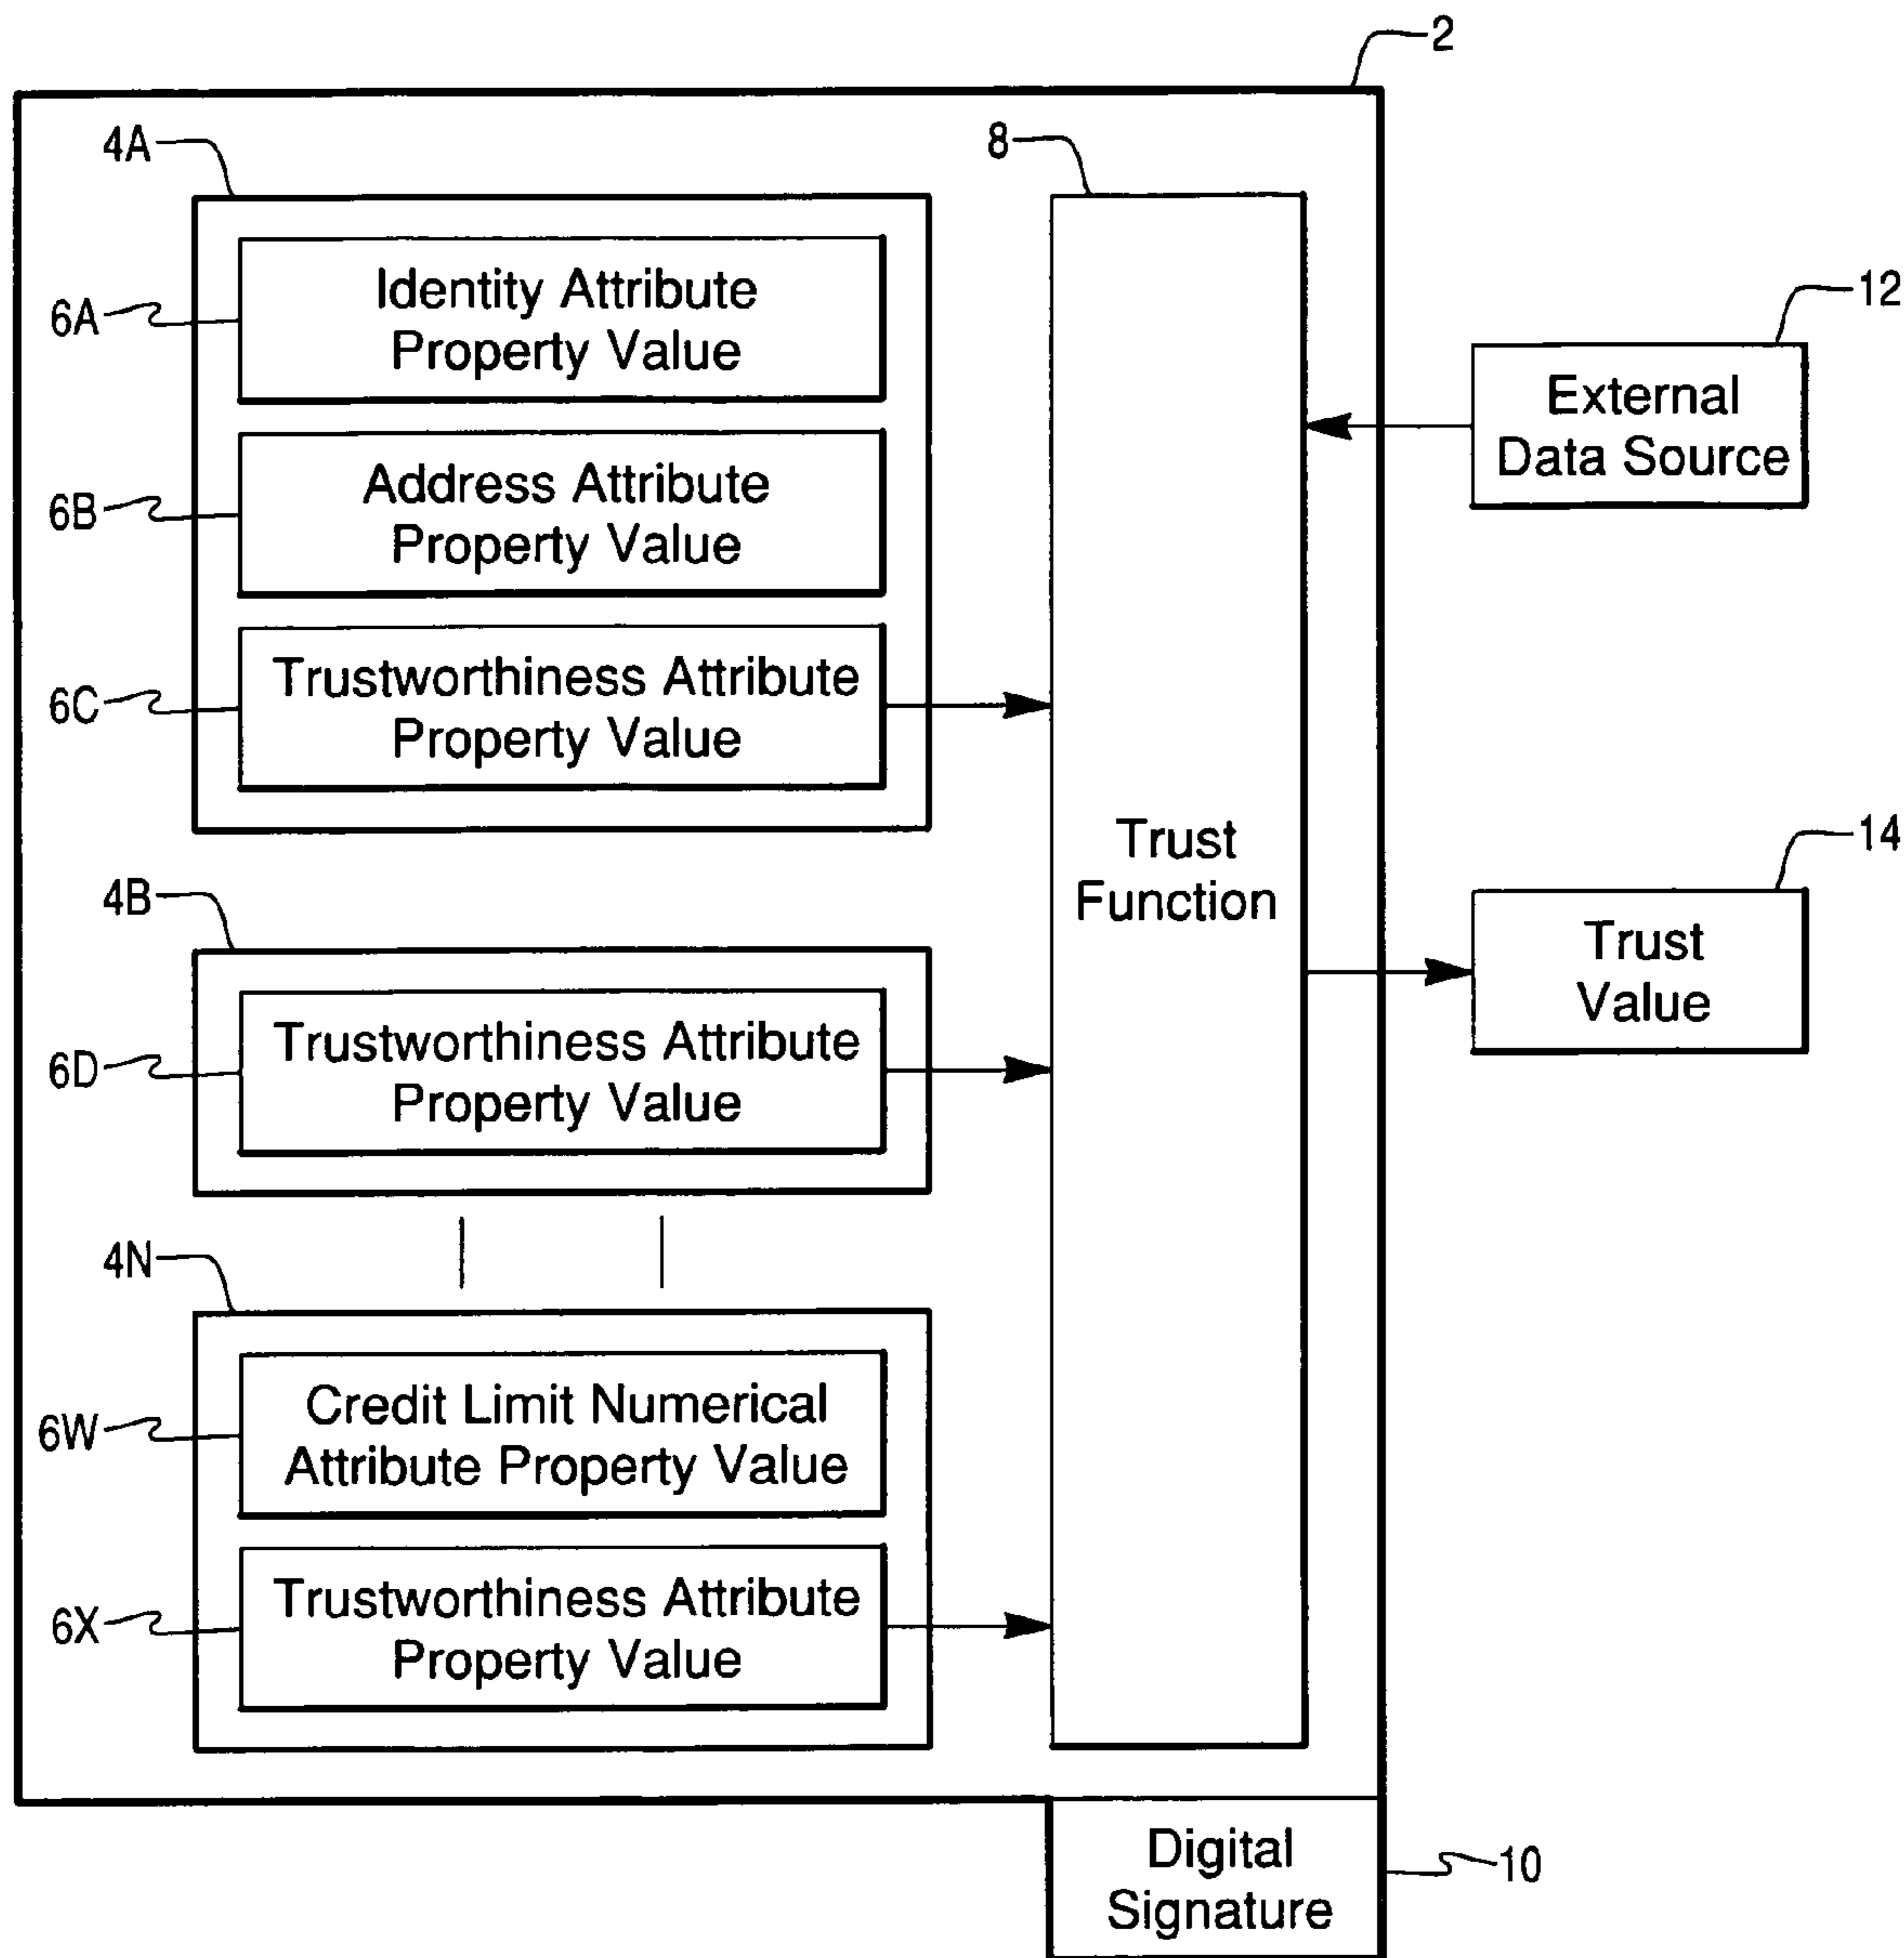 2
4A
8
6A
Identity Attribute
Property Value
12
External
Data Source
6B
Address Attribute
Property Value
6C
Trustworthiness Attribute
Property Value
Trust
Function
14
Trust
Value
4B
6D
Trustworthiness Attribute
Property Value
4N
6W
Credit Limit Numerical
Attribute Property Value
6X
Trustworthiness Attribute
Property Value
Digital
Signature
10